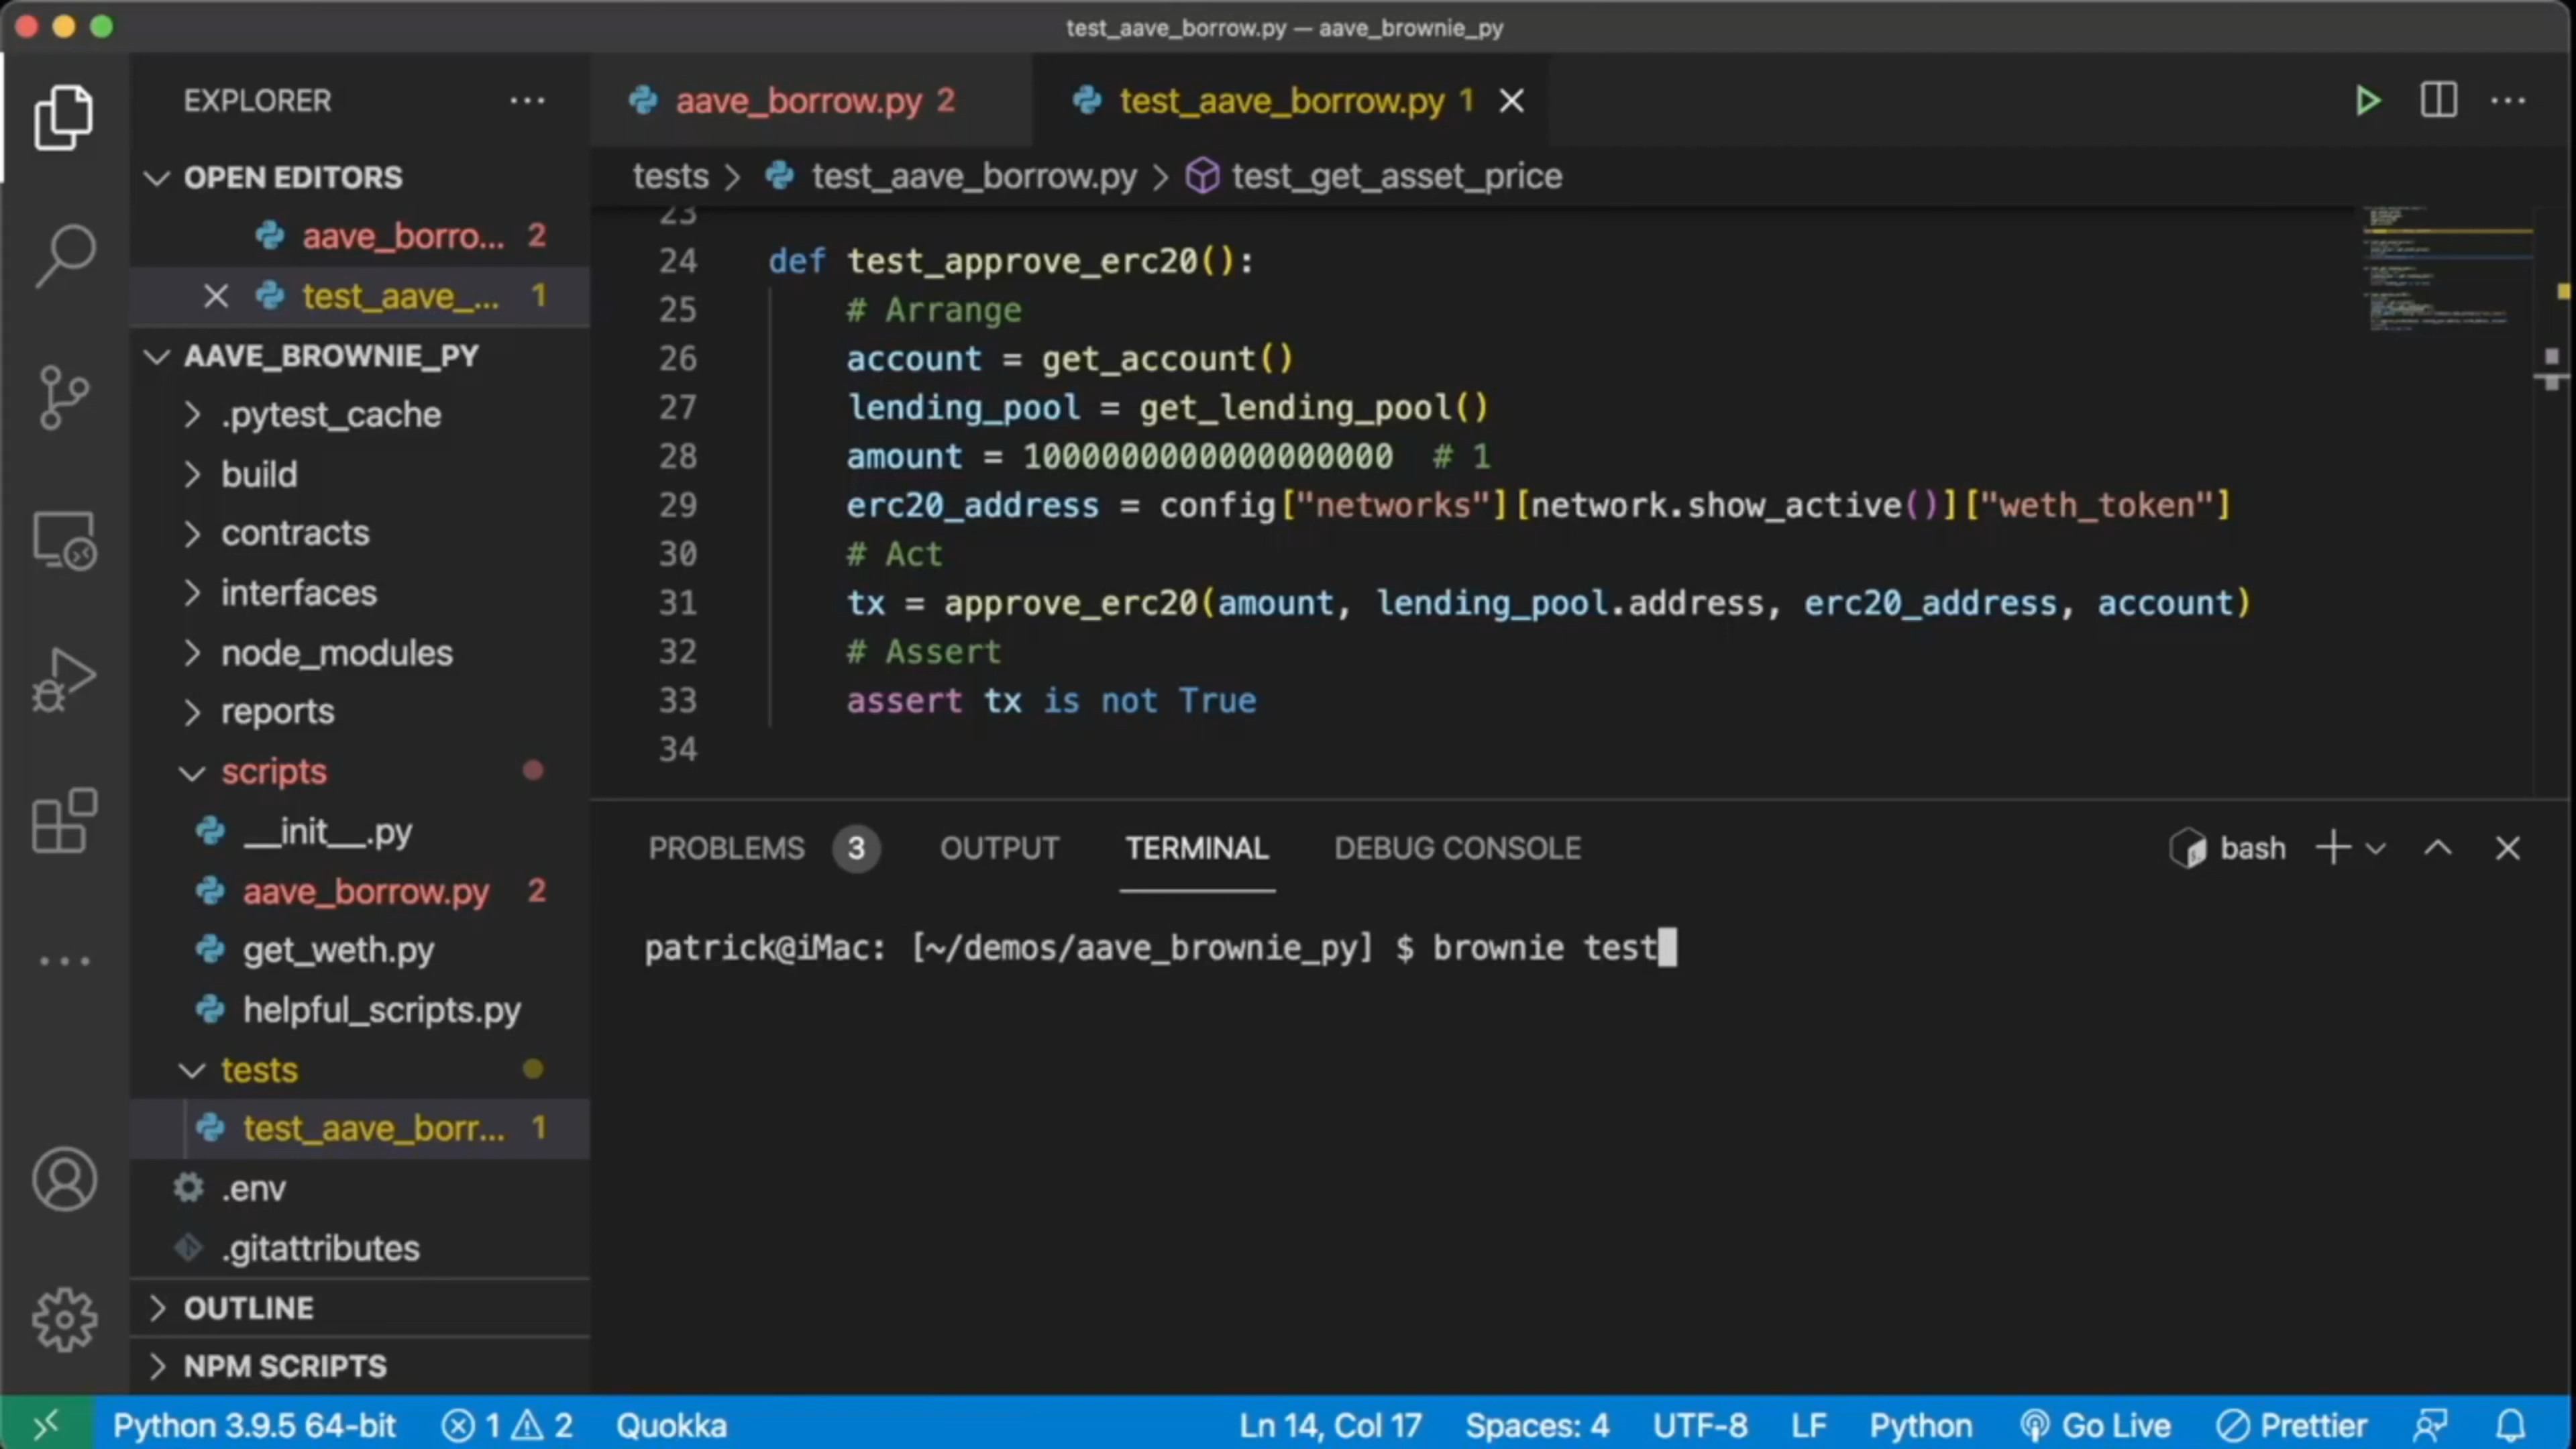 test_aave_borrow.py — aave_brownie_py
EXPLORER
OPEN EDITORS
aave_borro... 2
test_aave_... 1
AAVE_BROWNIE_PY
.pytest_cache
build
contracts
interfaces
node_modules
reports
scripts
__init__.py
aave_borrow.py 2
get_weth.py
helpful_scripts.py
tests
test_aave_borr... 1
.env
.gitattributes
OUTLINE
NPM SCRIPTS
aave_borrow.py 2
test_aave_borrow.py 1
tests > test_aave_borrow.py > test_get_asset_price
23
24 def test_approve_erc20():
25 # Arrange
26 account = get_account()
27 lending_pool = get_lending_pool()
28 amount = 1000000000000000000 # 1
29 erc20_address = config["networks"][network.show_active()]["weth_token"]
30 # Act
31 tx = approve_erc20(amount, lending_pool.address, erc20_address, account)
32 # Assert
33 assert tx is not True
34
PROBLEMS 3 OUTPUT TERMINAL DEBUG CONSOLE
bash
patrick@iMac: [~/demos/aave_brownie_py] $ brownie test
Python 3.9.5 64-bit 1 2 Quokka Ln 14, Col 17 Spaces: 4 UTF-8 LF Python Go Live Prettier